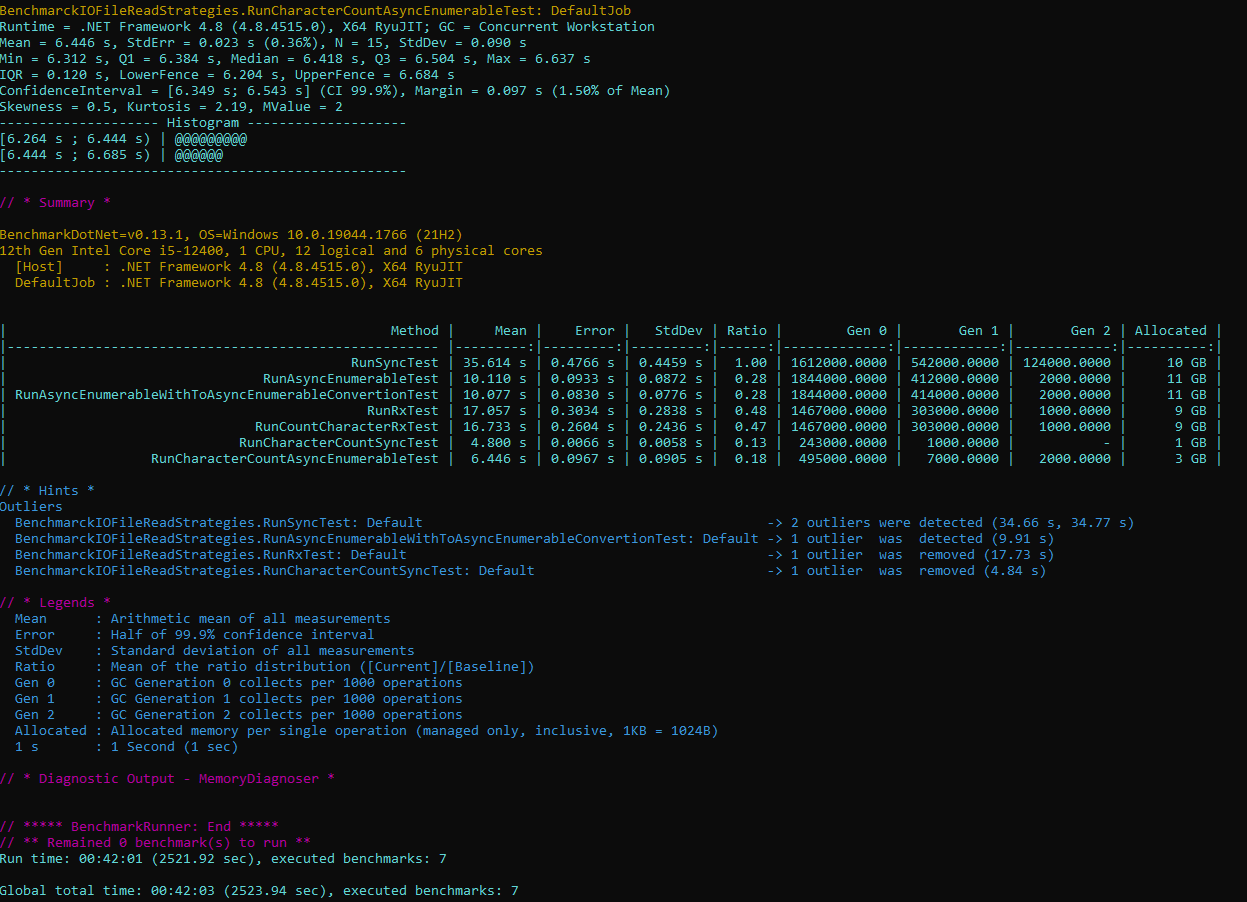 BenchmarckIOFileReadStrategies.RunCharacterCountAsyncEnumerableTest: DefaultJob
Runtime = .NET Framework 4.8 (4.8.4515.0), X64 RyuJIT; GC = Concurrent Workstation
Mean = 6.446 s, StdErr = 0.023 s (0.36%), N = 15, StdDev = 0.090 s
Min = 6.312 s, Q1 = 6.384 s, Median = 6.418 s, Q3 = 6.504 s, Max = 6.637 s
IQR = 0.120 s, LowerFence = 6.204 s, UpperFence = 6.684 s
ConfidenceInterval = [6.349 s; 6.543 s] (CI 99.9%), Margin = 0.097 s (1.50% of Mean)
Skewness = 0.5, Kurtosis = 2.19, MValue = 2
-------------------- Histogram --------------------
[6.264 s ; 6.444 s) | @@@@@@@@@
[6.444 s ; 6.685 s) | @@@@@@
---------------------------------------------------
// * Summary *
BenchmarkDotNet=v0.13.1, OS=Windows 10.0.19044.1766 (21H2)
12th Gen Intel Core i5-12400, 1 CPU, 12 logical and 6 physical cores
  [Host]     : .NET Framework 4.8 (4.8.4515.0), X64 RyuJIT
  DefaultJob : .NET Framework 4.8 (4.8.4515.0), X64 RyuJIT
|                                                Method |     Mean |    Error |   StdDev | Ratio |        Gen 0 |       Gen 1 |       Gen 2 | Allocated |
|------------------------------------------------------ |---------:|---------:|---------:|------:|-------------:|------------:|------------:|----------:|
|                                           RunSyncTest | 35.614 s | 0.4766 s | 0.4459 s |  1.00 | 1612000.0000 | 542000.0000 | 124000.0000 |     10 GB |
|                                RunAsyncEnumerableTest | 10.110 s | 0.0933 s | 0.0872 s |  0.28 | 1844000.0000 | 412000.0000 |   2000.0000 |     11 GB |
| RunAsyncEnumerableWithToAsyncEnumerableConvertionTest | 10.077 s | 0.0830 s | 0.0776 s |  0.28 | 1844000.0000 | 414000.0000 |   2000.0000 |     11 GB |
|                                             RunRxTest | 17.057 s | 0.3034 s | 0.2838 s |  0.48 | 1467000.0000 | 303000.0000 |   1000.0000 |      9 GB |
|                               RunCountCharacterRxTest | 16.733 s | 0.2604 s | 0.2436 s |  0.47 | 1467000.0000 | 303000.0000 |   1000.0000 |      9 GB |
|                             RunCharacterCountSyncTest |  4.800 s | 0.0066 s | 0.0058 s |  0.13 |  243000.0000 |   1000.0000 |           - |      1 GB |
|                  RunCharacterCountAsyncEnumerableTest |  6.446 s | 0.0967 s | 0.0905 s |  0.18 |  495000.0000 |   7000.0000 |   2000.0000 |      3 GB |
// * Hints *
Outliers
  BenchmarckIOFileReadStrategies.RunSyncTest: Default                                           -> 2 outliers were detected (34.66 s, 34.77 s)
  BenchmarckIOFileReadStrategies.RunAsyncEnumerableWithToAsyncEnumerableConvertionTest: Default -> 1 outlier  was  detected (9.91 s)
  BenchmarckIOFileReadStrategies.RunRxTest: Default                                             -> 1 outlier  was  removed (17.73 s)
  BenchmarckIOFileReadStrategies.RunCharacterCountSyncTest: Default                             -> 1 outlier  was  removed (4.84 s)
// * Legends *
  Mean      : Arithmetic mean of all measurements
  Error     : Half of 99.9% confidence interval
  StdDev    : Standard deviation of all measurements
  Ratio     : Mean of the ratio distribution ([Current]/[Baseline])
  Gen 0     : GC Generation 0 collects per 1000 operations
  Gen 1     : GC Generation 1 collects per 1000 operations
  Gen 2     : GC Generation 2 collects per 1000 operations
  Allocated : Allocated memory per single operation (managed only, inclusive, 1KB = 1024B)
  1 s       : 1 Second (1 sec)
// * Diagnostic Output - MemoryDiagnoser *
// ***** BenchmarkRunner: End *****
// ** Remained 0 benchmark(s) to run **
Run time: 00:42:01 (2521.92 sec), executed benchmarks: 7
Global total time: 00:42:03 (2523.94 sec), executed benchmarks: 7